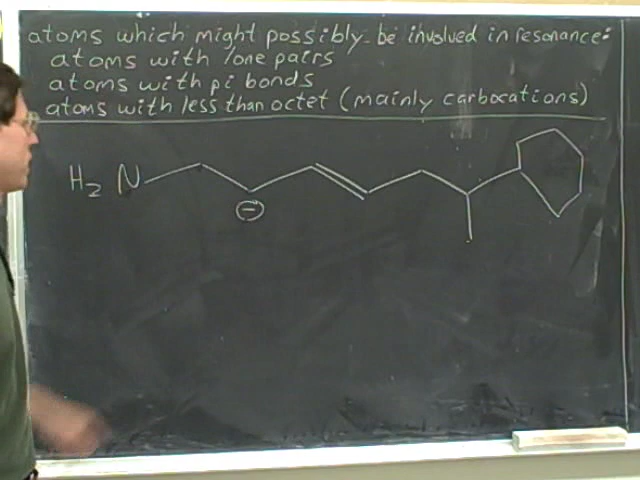 atoms which might possibly be involved in resonance:
atoms with lone pairs
atoms with pi bonds
atoms with less than octet (mainly carbocations)
H₂N
⊖